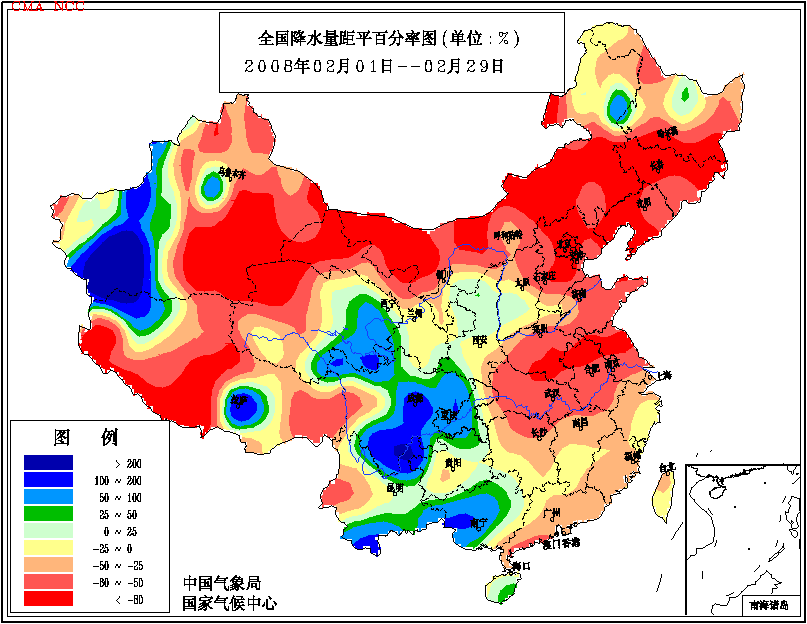 CMA NCC
全国降水量距平百分率图(单位:%)
2008年02月01日--02月29日
乌鲁木齐
哈尔滨
长春
沈阳
呼和浩特
北京
天津
石家庄
太原
银川
济南
西宁
兰州
郑州
西安
合肥
南京
上海
拉萨
成都
武汉
重庆
南昌
长沙
贵阳
福州
昆明
台北
广州
南宁
澳门 香港
海口
图 例
> 200
100 ~ 200
50 ~ 100
25 ~ 50
0 ~ 25
-25 ~ 0
-50 ~ -25
-80 ~ -50
< -80
中国气象局
国家气候中心
南海诸岛